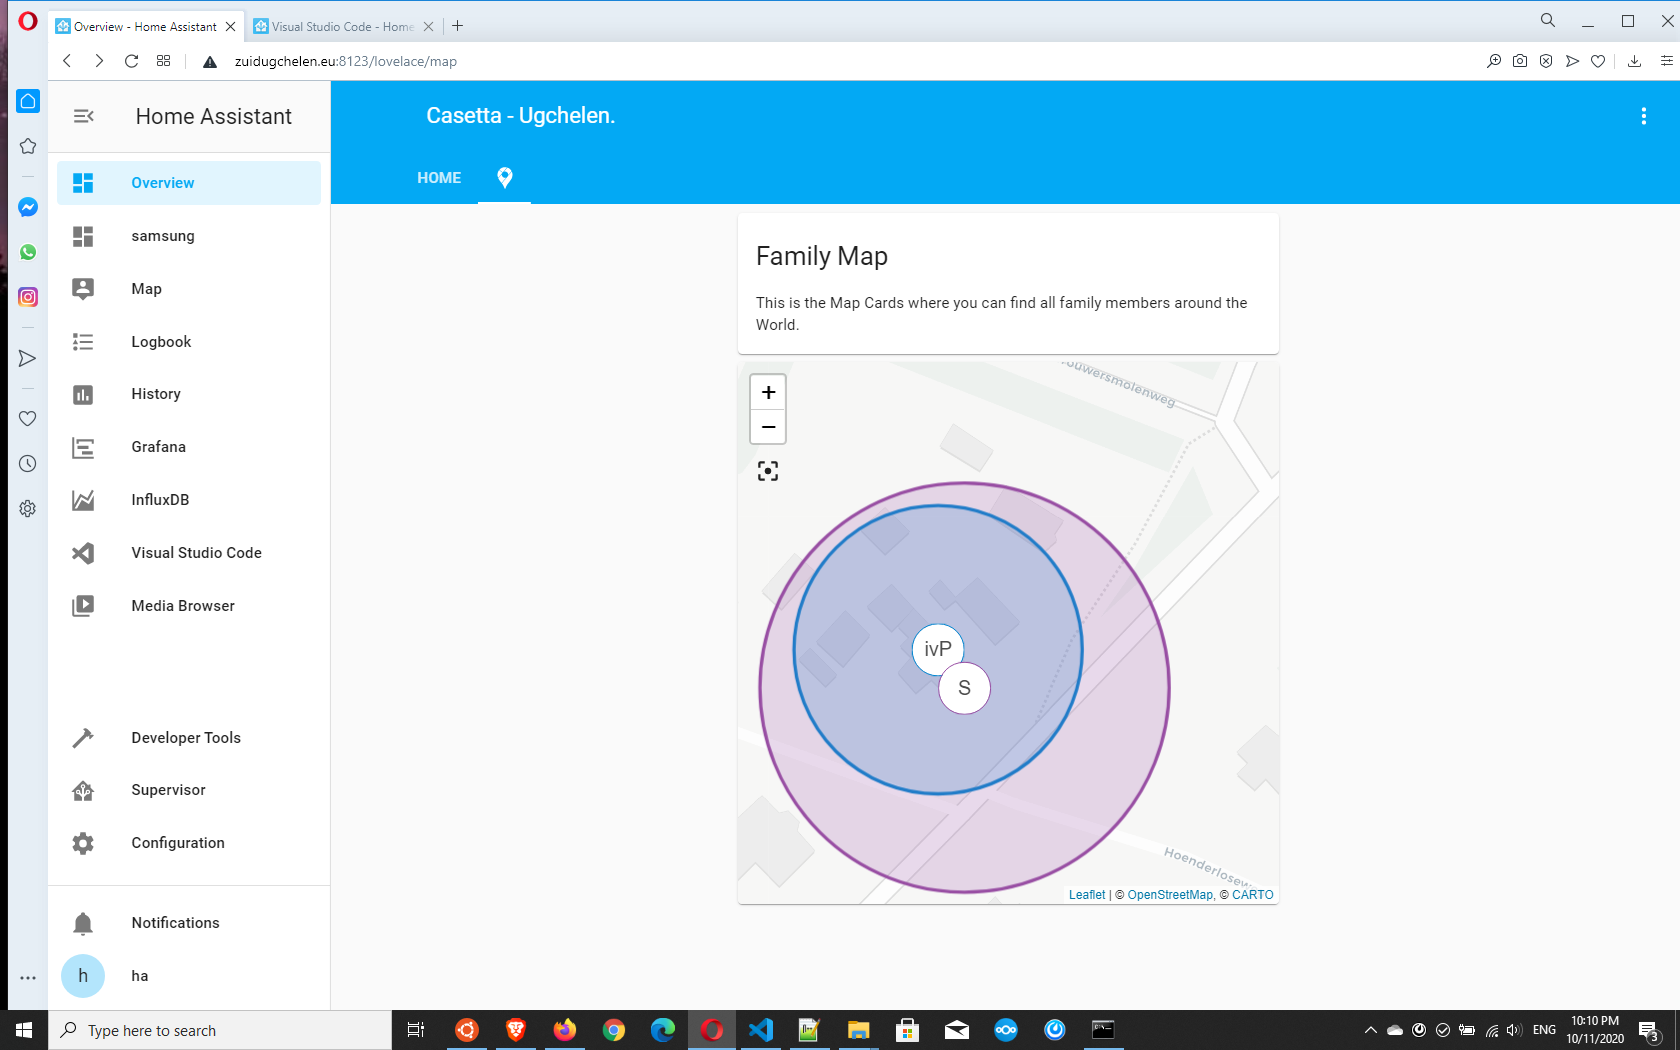 Overview - Home Assistant
Visual Studio Code - Home
zuidugchelen.eu:8123/lovelace/map
Home Assistant
Casetta - Ugchelen.
HOME
Overview
samsung
Map
Logbook
History
Grafana
InfluxDB
Visual Studio Code
Media Browser
Developer Tools
Supervisor
Configuration
Notifications
h
ha
Family Map
This is the Map Cards where you can find all family members around the
World.
+
−
ouwersmolenweg
ivP
S
Hoenderlosew
Leaflet | © OpenStreetMap, © CARTO
Type here to search
ENG
10:10 PM
10/11/2020
3